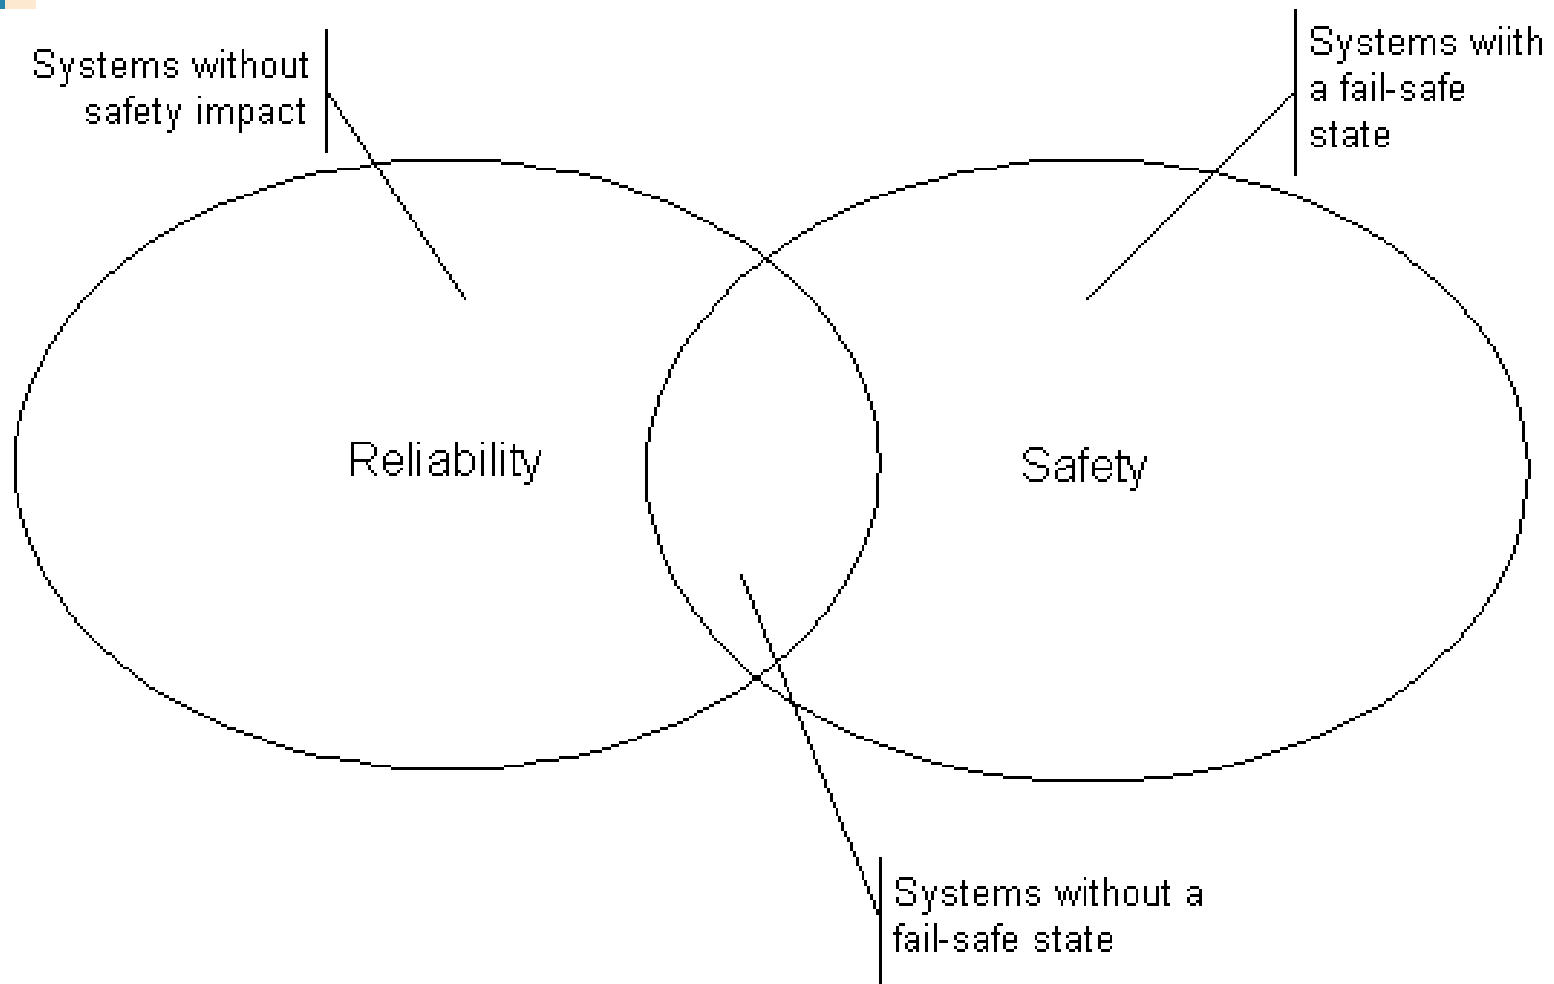 Systems without
safety impact
Systems wiith
a fail-safe
state
Reliability
Safety
Systems without a
fail-safe state